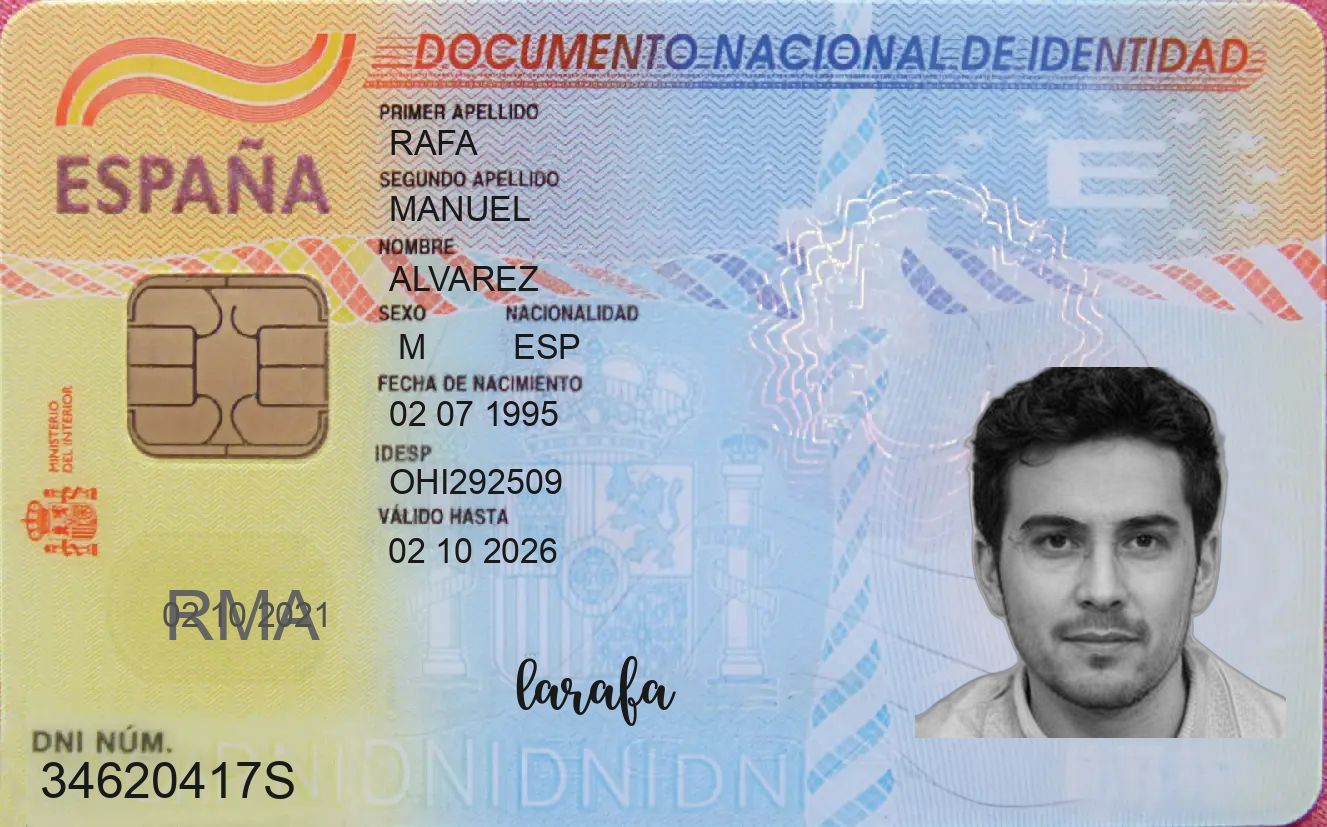 DOCUMENTO NACIONAL DE IDENTIDAD
ESPAÑA
PRIMER APELLIDO
RAFA
SEGUNDO APELLIDO
MANUEL
NOMBRE
ALVAREZ
SEXO NACIONALIDAD
M ESP
FECHA DE NACIMIENTO
02 07 1995
IDESP
OHI292509
VÁLIDO HASTA
02 10 2026
MINISTERIO
DEL INTERIOR
E
RMA
02 10 2021
larafa
DNI NÚM.
34620417S
DNIDNIDNIDNI